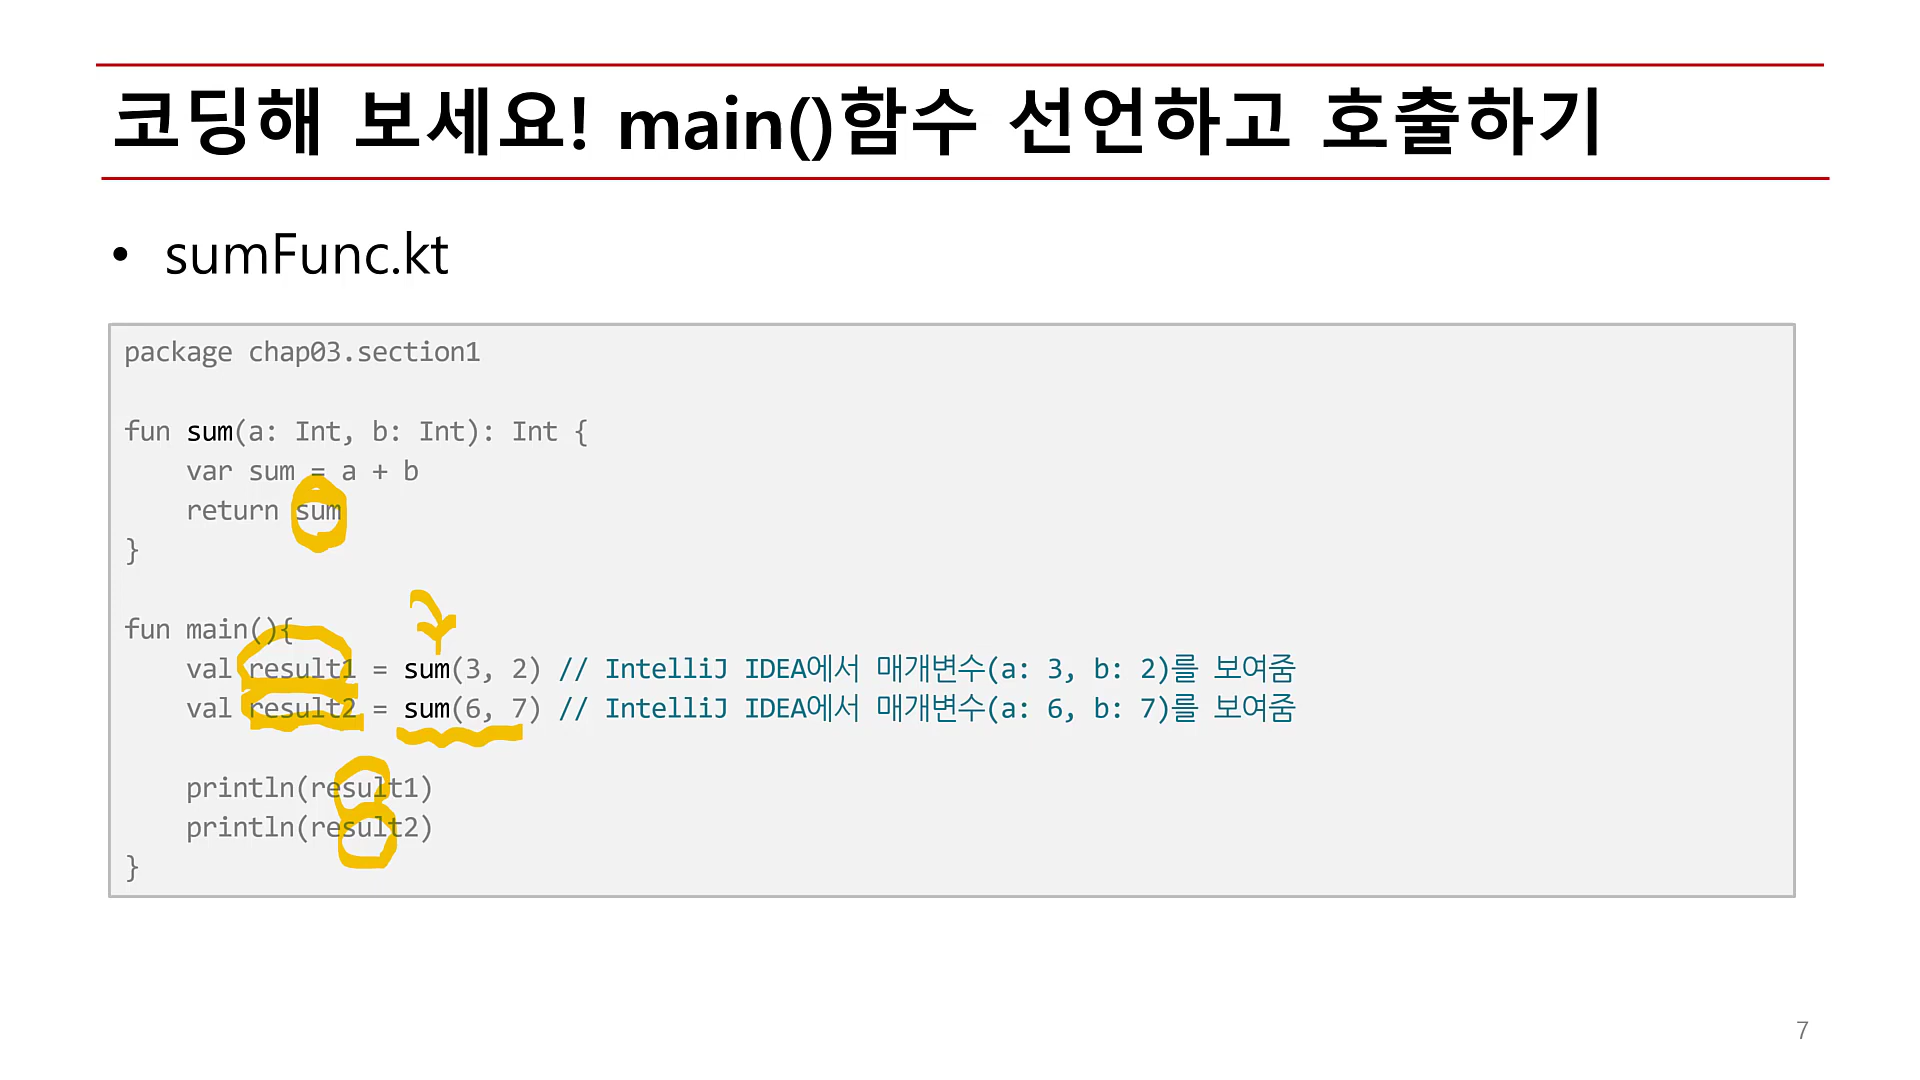 코딩해 보세요! main()함수 선언하고 호출하기
• sumFunc.kt
package chap03.section1
fun sum(a: Int, b: Int): Int {
    var sum = a + b
    return sum
}
fun main(){
    val result1 = sum(3, 2) // IntelliJ IDEA에서 매개변수(a: 3, b: 2)를 보여줌
    val result2 = sum(6, 7) // IntelliJ IDEA에서 매개변수(a: 6, b: 7)를 보여줌
    println(result1)
    println(result2)
}
7